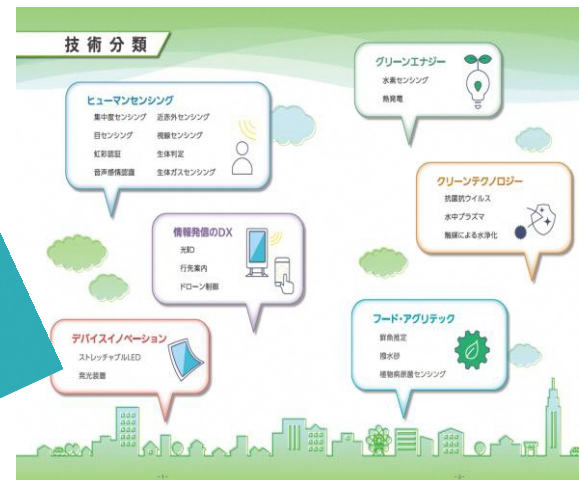 技術分類
グリーンエナジー
水素センシング
熱発電
ヒューマンセンシング
集中度センシング 近赤外センシング
目センシング 視線センシング
虹彩認証 生体判定
音声感情認識 生体ガスセンシング
クリーンテクノロジー
抗菌抗ウイルス
水中プラズマ
触媒による水浄化
情報発信のDX
光ID
行先案内
ドローン制御
フード・アグリテック
鮮魚推定
撥水砂
植物病原菌センシング
デバイスイノベーション
ストレッチャブルLED
発光装置
-1-
-2-